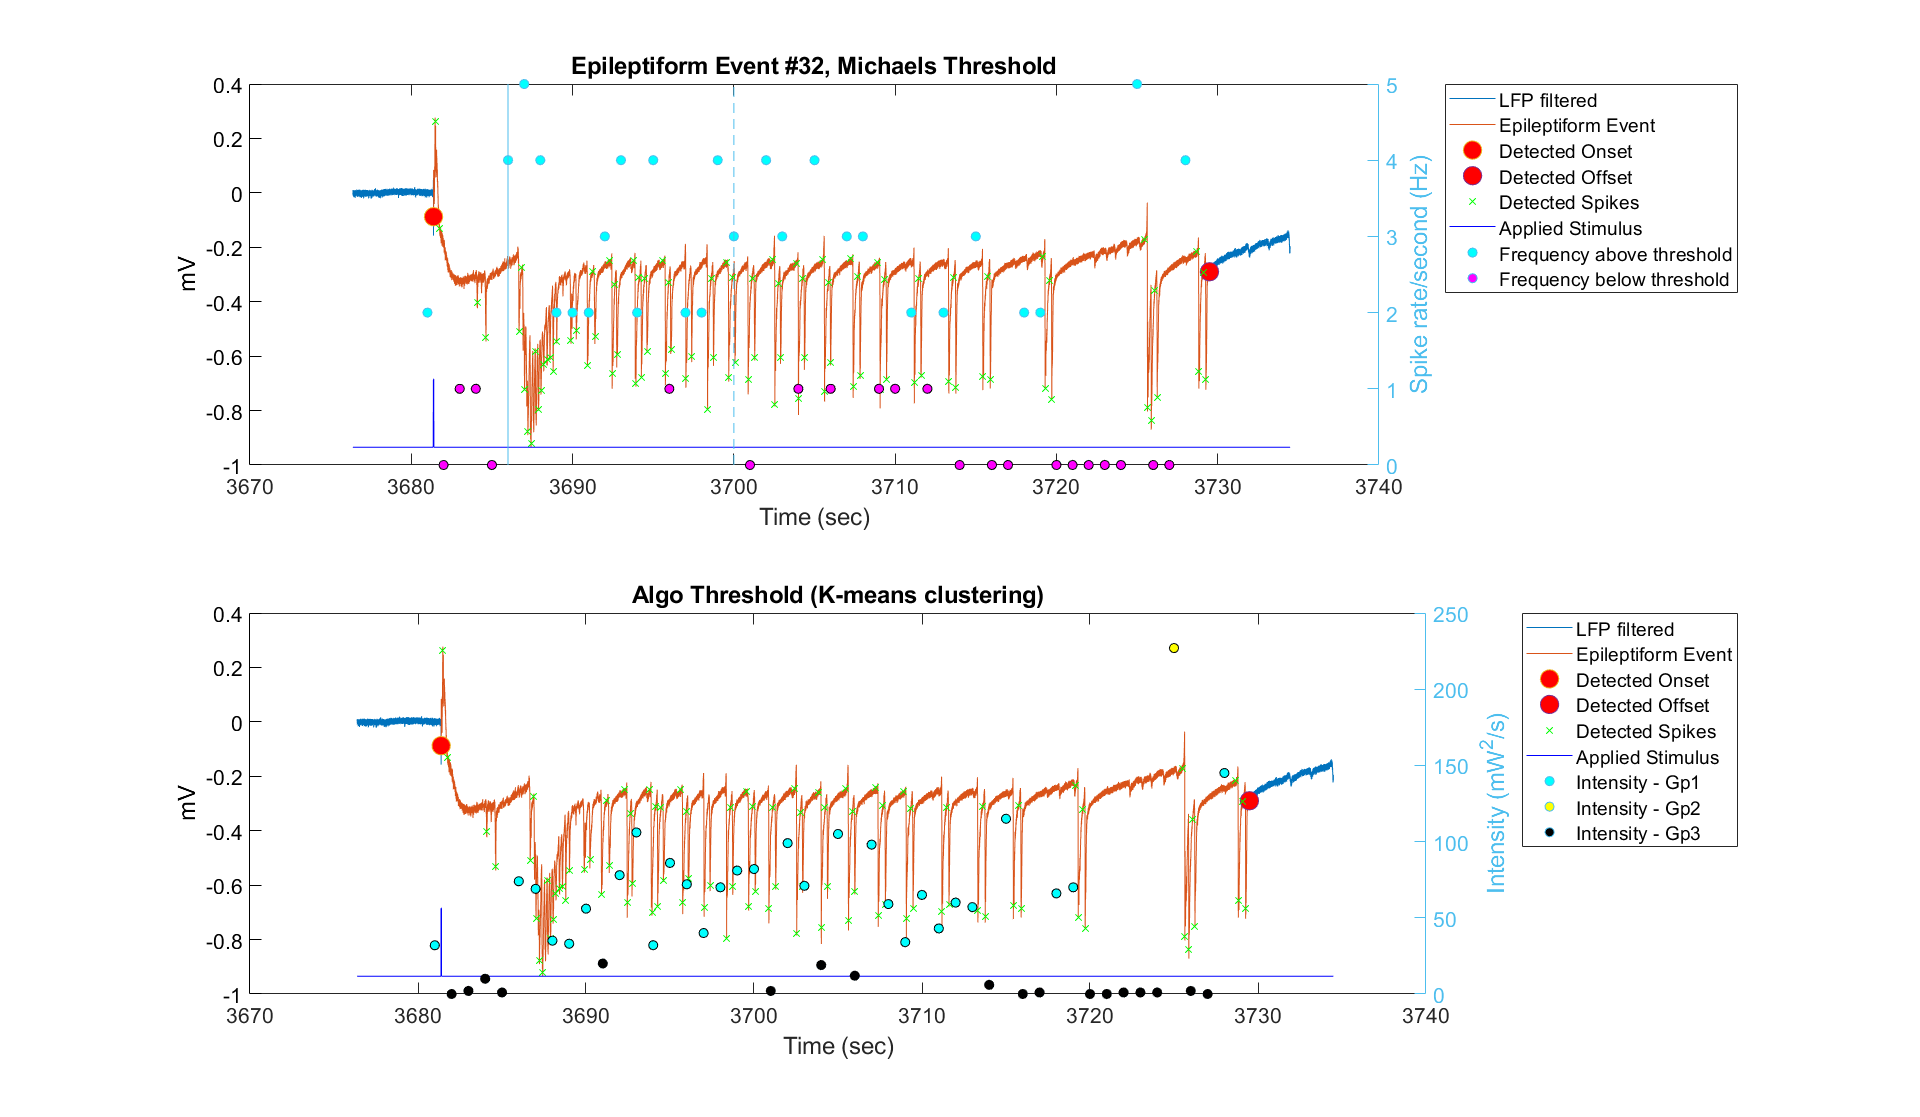 Epileptiform Event #32, Michaels Threshold
0.4
0.2
0
-0.2
-0.4
-0.6
-0.8
-1
mV
5
4
3
2
1
0
Spike rate/second (Hz)
3670 3680 3690 3700 3710 3720 3730 3740
Time (sec)
LFP filtered
Epileptiform Event
Detected Onset
Detected Offset
Detected Spikes
Applied Stimulus
Frequency above threshold
Frequency below threshold
Algo Threshold (K-means clustering)
0.4
0.2
0
-0.2
-0.4
-0.6
-0.8
-1
mV
250
200
150
100
50
0
Intensity (mW²/s)
3670 3680 3690 3700 3710 3720 3730 3740
Time (sec)
LFP filtered
Epileptiform Event
Detected Onset
Detected Offset
Detected Spikes
Applied Stimulus
Intensity - Gp1
Intensity - Gp2
Intensity - Gp3